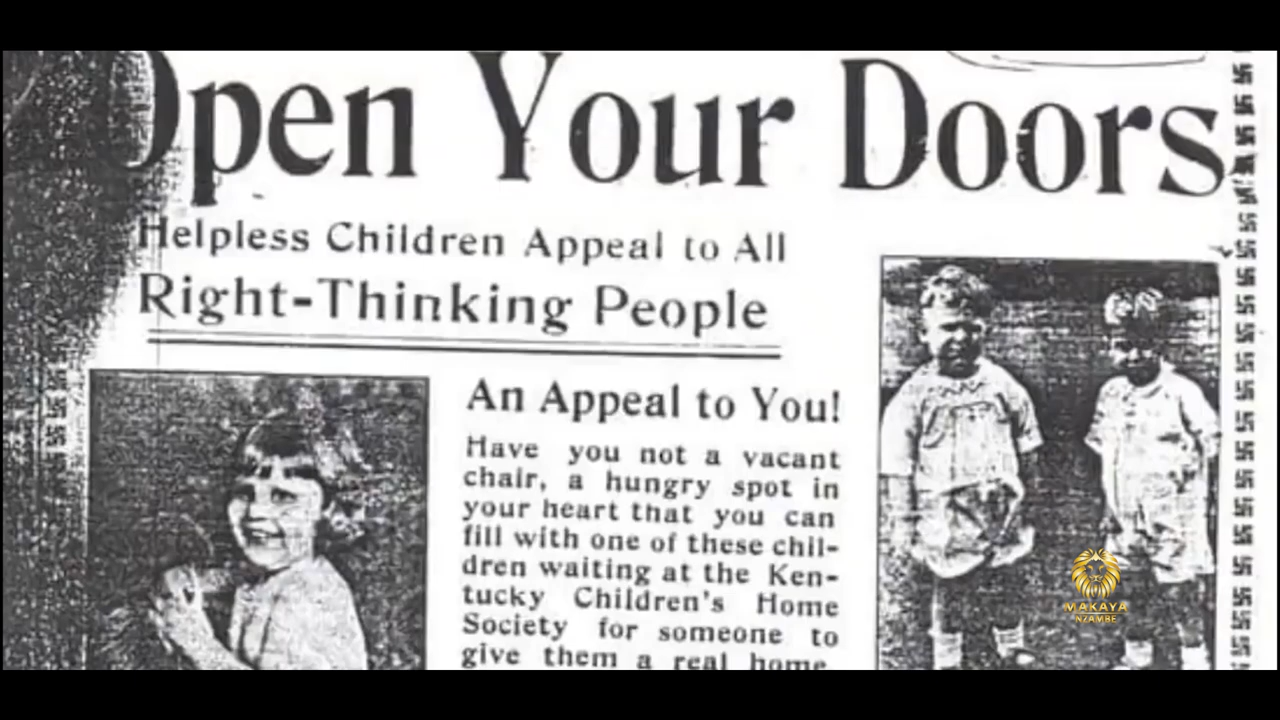 Open Your Doors
Helpless Children Appeal to All
Right-Thinking People
An Appeal to You!
Have you not a vacant
chair, a hungry spot in
your heart that you can
fill with one of these chil-
dren waiting at the Ken-
tucky Children's Home
Society for someone to
give them a real home.
MAKAYA
NZAMBE